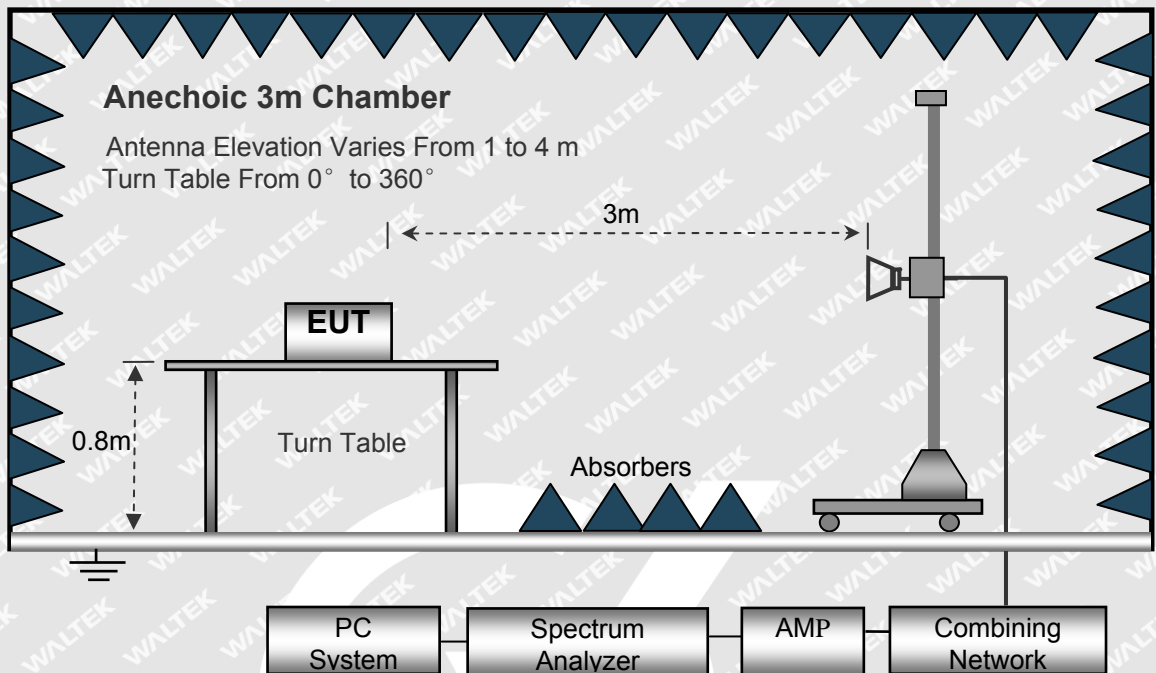 Anechoic 3m Chamber
Antenna Elevation Varies From 1 to 4 m
Turn Table From 0° to 360°
3m
EUT
0.8m
Turn Table
Absorbers
PC
System
Spectrum
Analyzer
AMP
Combining
Network
WALTEK